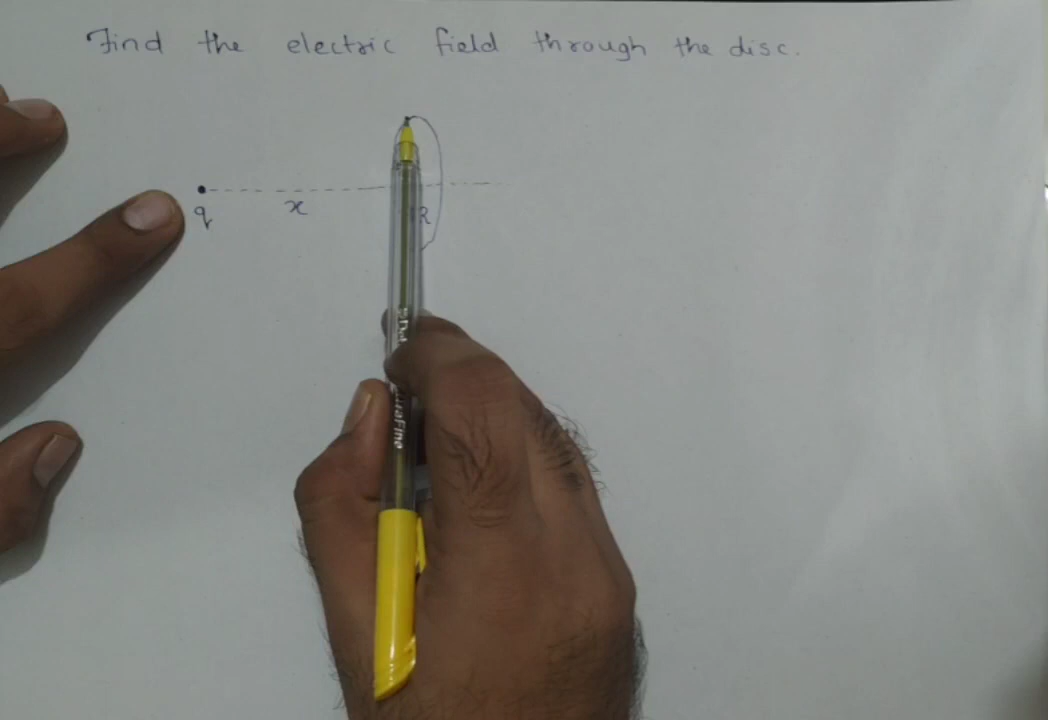 Find the electric field through the disc.
q
x
R